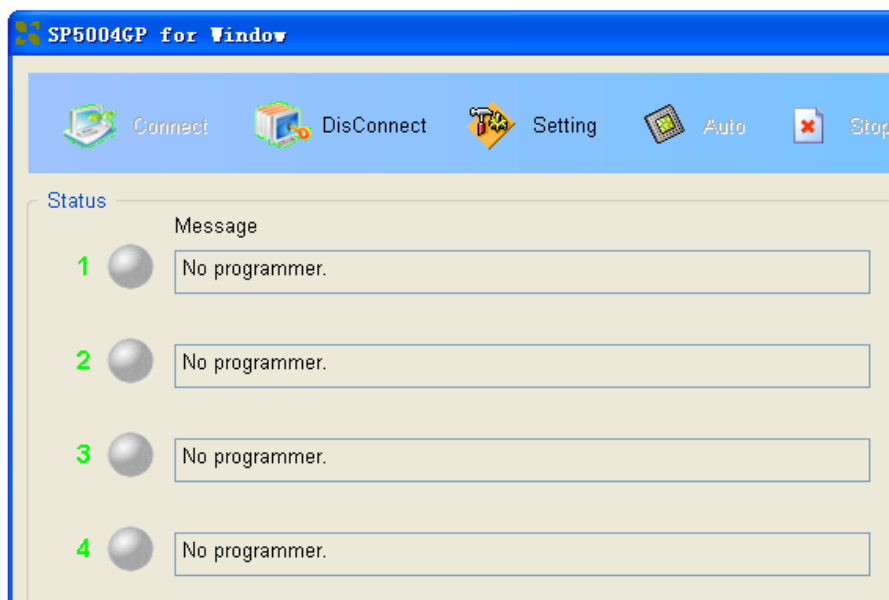 SP5004GP for Window
Connect DisConnect Setting Auto Stop
Status
Message
1 No programmer.
2 No programmer.
3 No programmer.
4 No programmer.